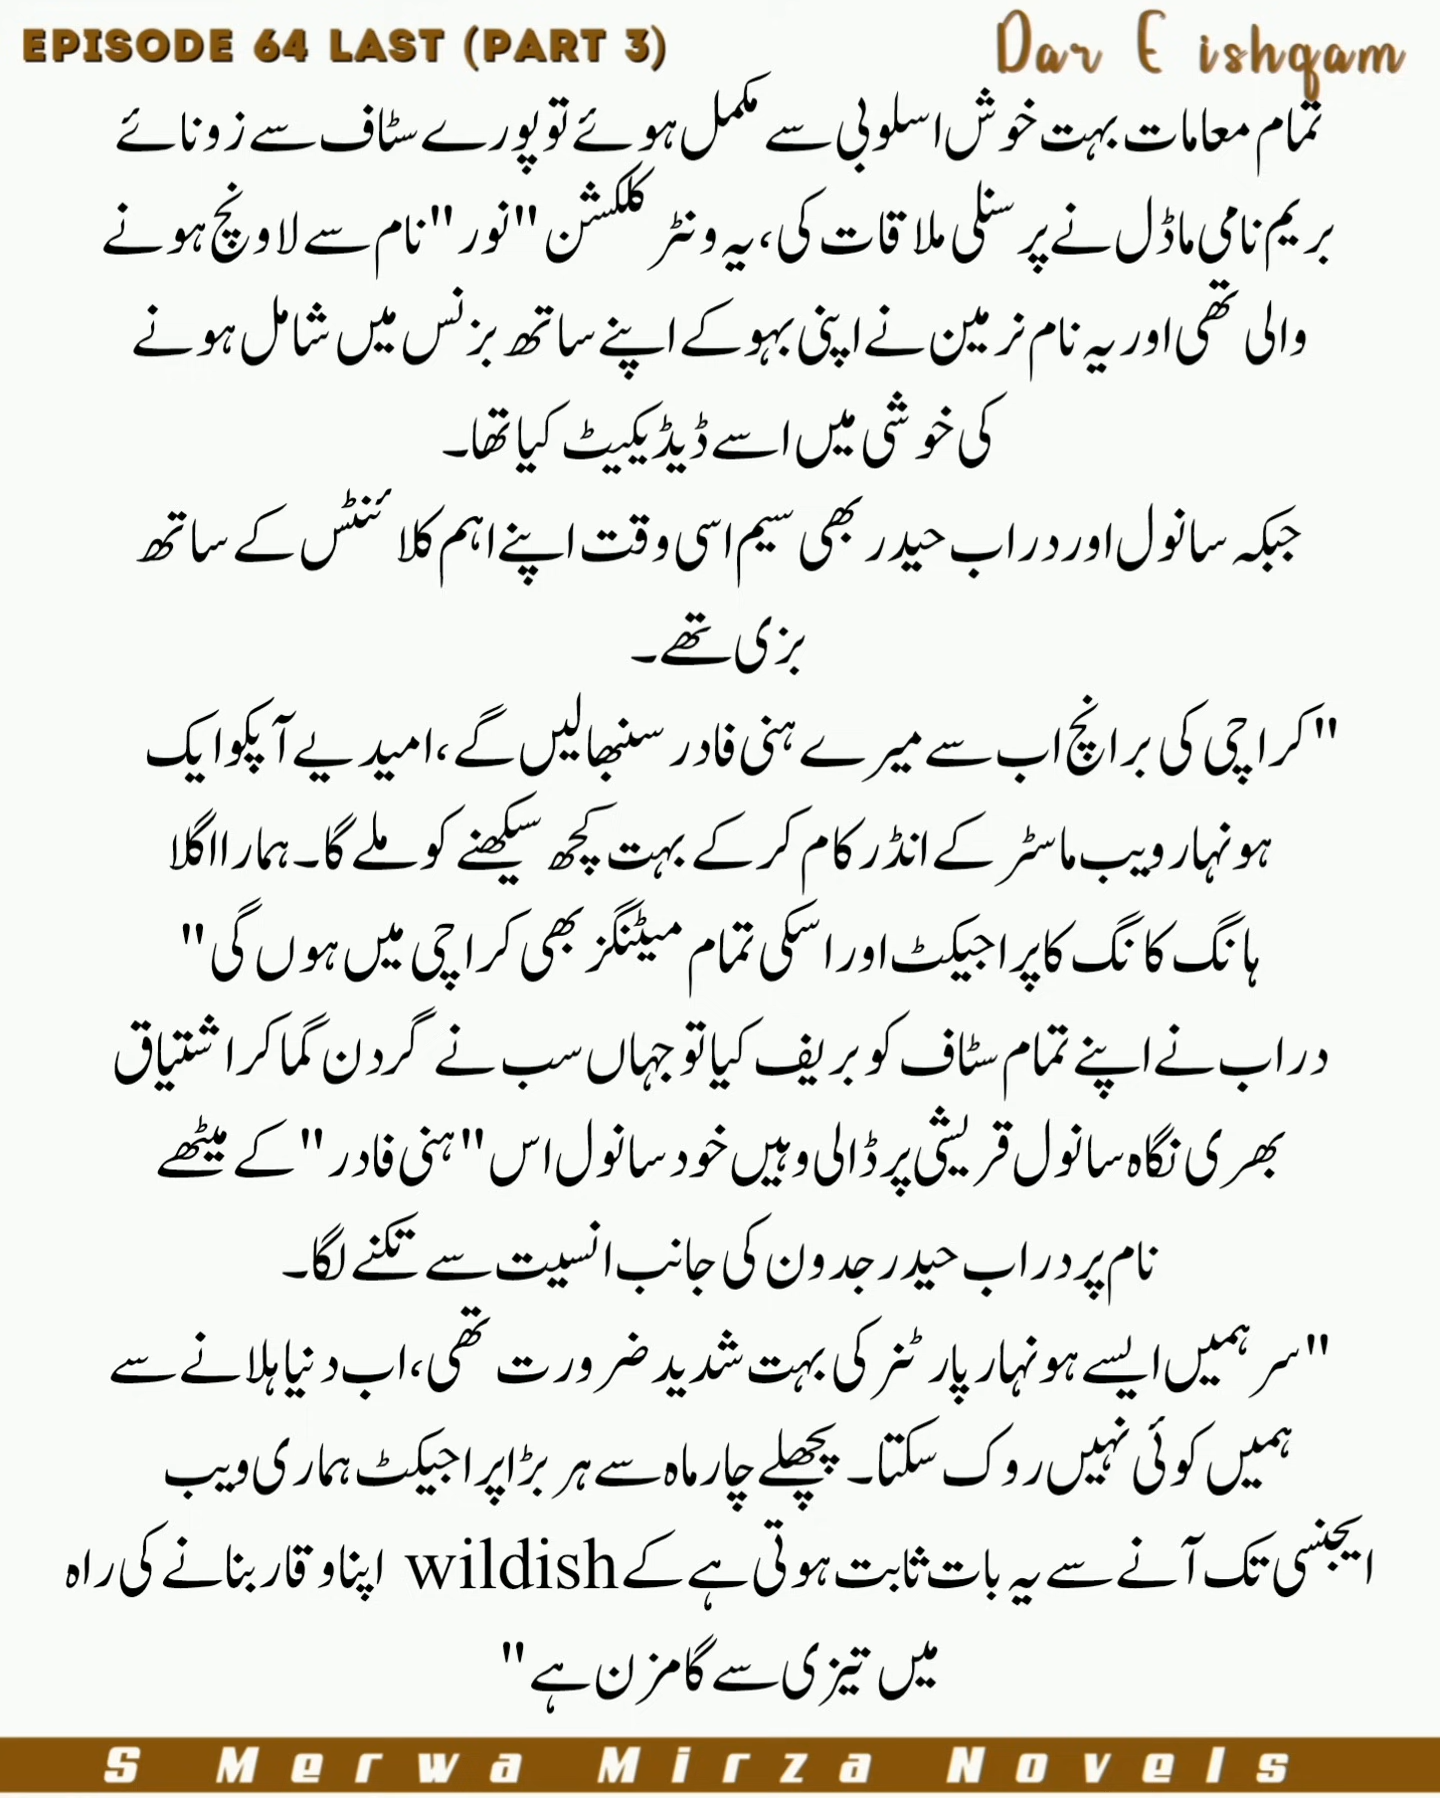 EPISODE 64 LAST (PART 3)
Dar E ishqam
تمام معامات بہت خوش اسلوبی سے مکمل ہوئے تو پورے سٹاف سے زونائے
بریم نامی ماڈل نے پرسنلی ملاقات کی، یہ ونٹر کلکشن "نور" نام سے لاونچ ہونے
والی تھی اور یہ نام نرمین نے اپنی بہو کے اپنے ساتھ بزنس میں شامل ہونے
کی خوشی میں اسے ڈیڈیکیٹ کیا تھا۔
جبکہ سانول اور دراب حیدر بھی سیم اسی وقت اپنے اہم کلائنٹس کے ساتھ
بزی تھے۔
"کراچی کی برانچ اب سے میرے ہنی فادر سنبھالیں گے، امید یے آپکو ایک
ہونہار ویب ماسٹر کے انڈر کام کر کے بہت کچھ سیکھنے کو ملے گا۔ ہمارا اگلا
ہانگ کانگ کا پراجیکٹ اور اسکی تمام میٹنگز بھی کراچی میں ہوں گی"
دراب نے اپنے تمام سٹاف کو بریف کیا تو جہاں سب نے گردن گما کر اشتیاق
بھری نگاہ سانول قریشی پر ڈالی وہیں خود سانول اس "ہنی فادر" کے میٹھے
نام پر دراب حیدر جدون کی جانب انسیت سے تکنے لگا۔
"سر ہمیں ایسے ہونہار پارٹنر کی بہت شدید ضرورت تھی، اب دنیا ہلانے سے
ہمیں کوئی نہیں روک سکتا۔ پچھلے چار ماہ سے ہر بڑا پراجیکٹ ہماری ویب
ایجنسی تک آنے سے یہ بات ثابت ہوتی ہے کے wildish اپنا وقار بنانے کی راہ
میں تیزی سے گامزن ہے"
S Merwa Mirza Novels